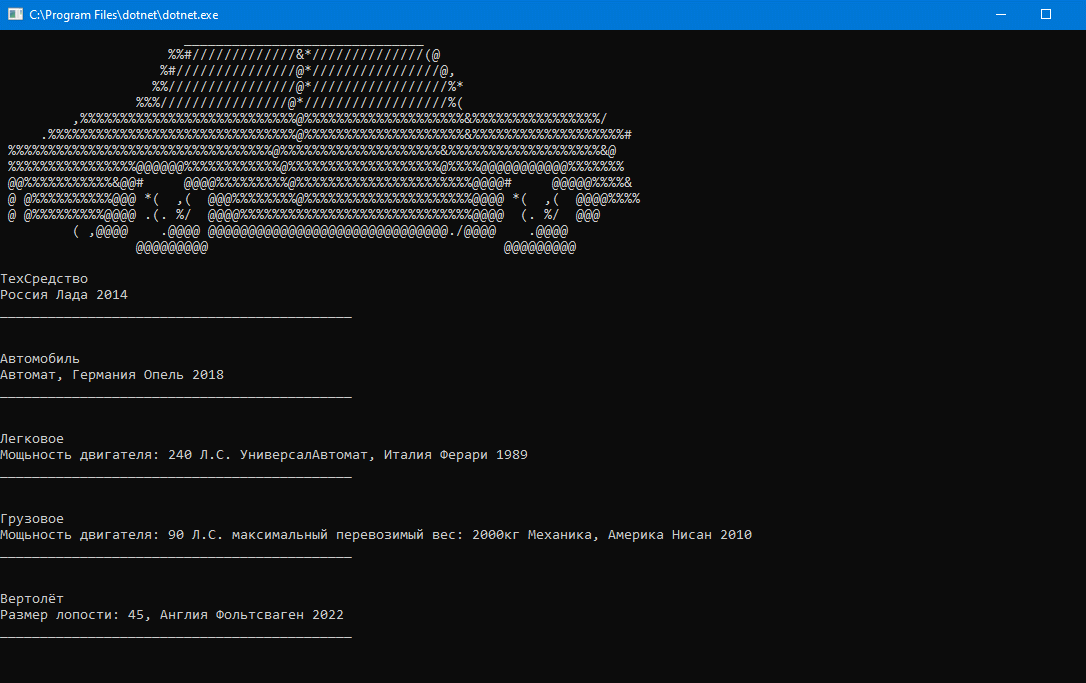 C:\Program Files\dotnet\dotnet.exe
ТехСредство
Россия Лада 2014
Автомобиль
Автомат, Германия Опель 2018
Легковое
Мощьность двигателя: 240 Л.С. УниверсалАвтомат, Италия Ферари 1989
Грузовое
Мощьность двигателя: 90 Л.С. максимальный перевозимый вес: 2000кг Механика, Америка Нисан 2010
Вертолёт
Размер лопости: 45, Англия Фольтсваген 2022